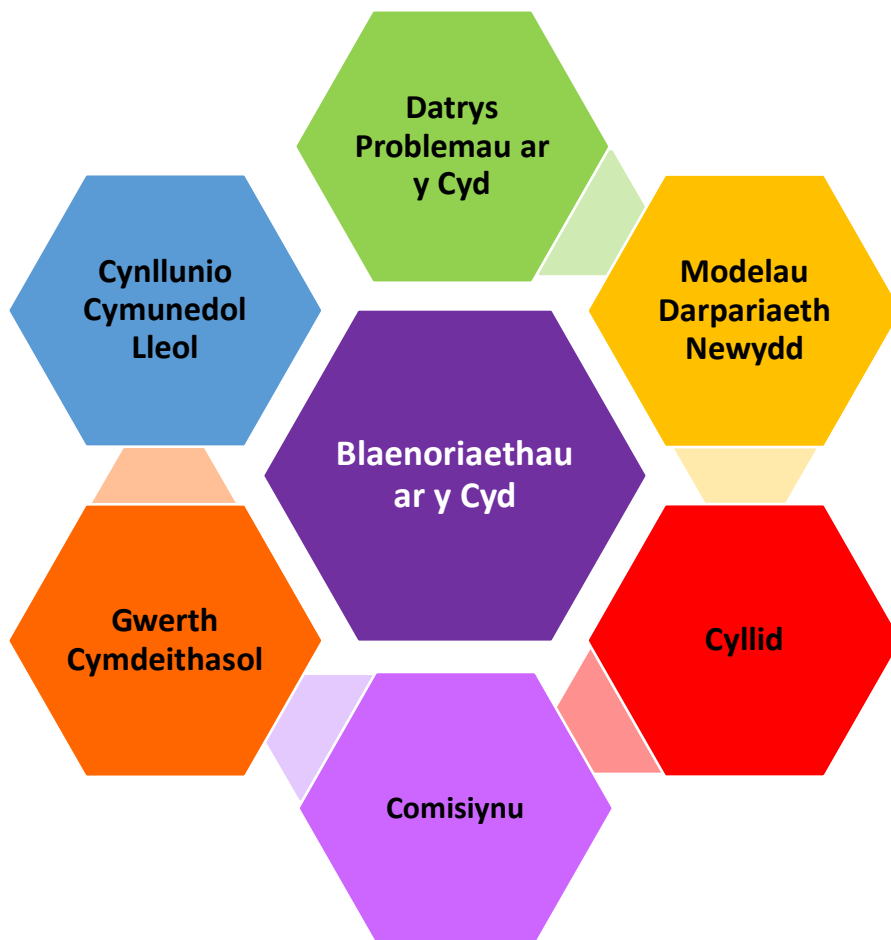 Datrys
Problemau ar
y Cyd
Modelau
Darpariaeth
Newydd
Cyllid
Comisiynu
Gwerth
Cymdeithasol
Cynllunio
Cymunedol
Lleol
Blaenoriaethau
ar y Cyd